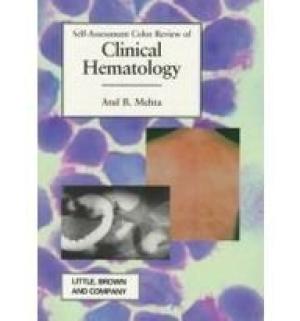 Self-Assessment Color Review of
Clinical Hematology
Atul B. Mehta
LITTLE, BROWN
AND COMPANY